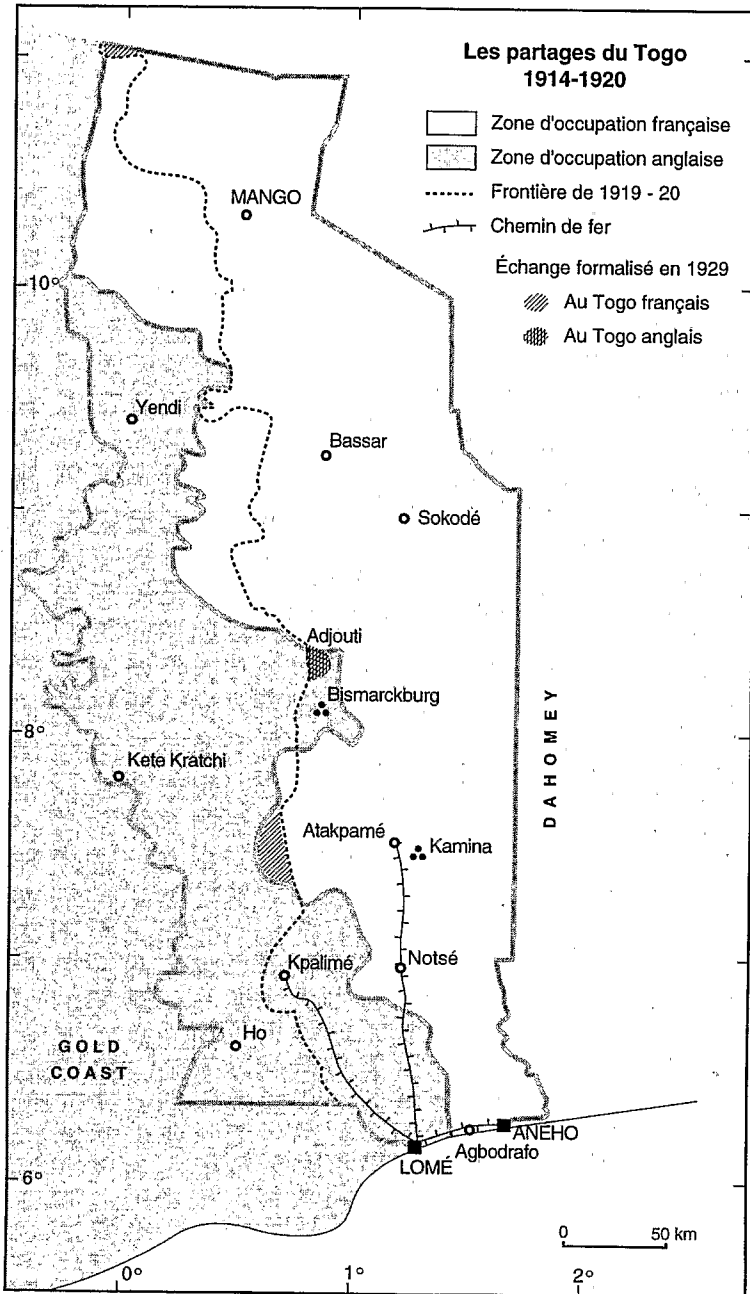 Les partages du Togo
1914-1920
Zone d'occupation française
Zone d'occupation anglaise
Frontière de 1919 - 20
Chemin de fer
Échange formalisé en 1929
Au Togo français
Au Togo anglais
MANGO
10°
Yendi
Bassar
Sokodé
Adjouti
Bismarckburg
8°
Kete Kratchi
DAHOMEY
Atakpamé
Kamina
Kpalimé
Notsé
Ho
GOLD
COAST
ANÉHO
Agbodrafo
LOMÉ
6°
0 50 km
0° 1° 2°